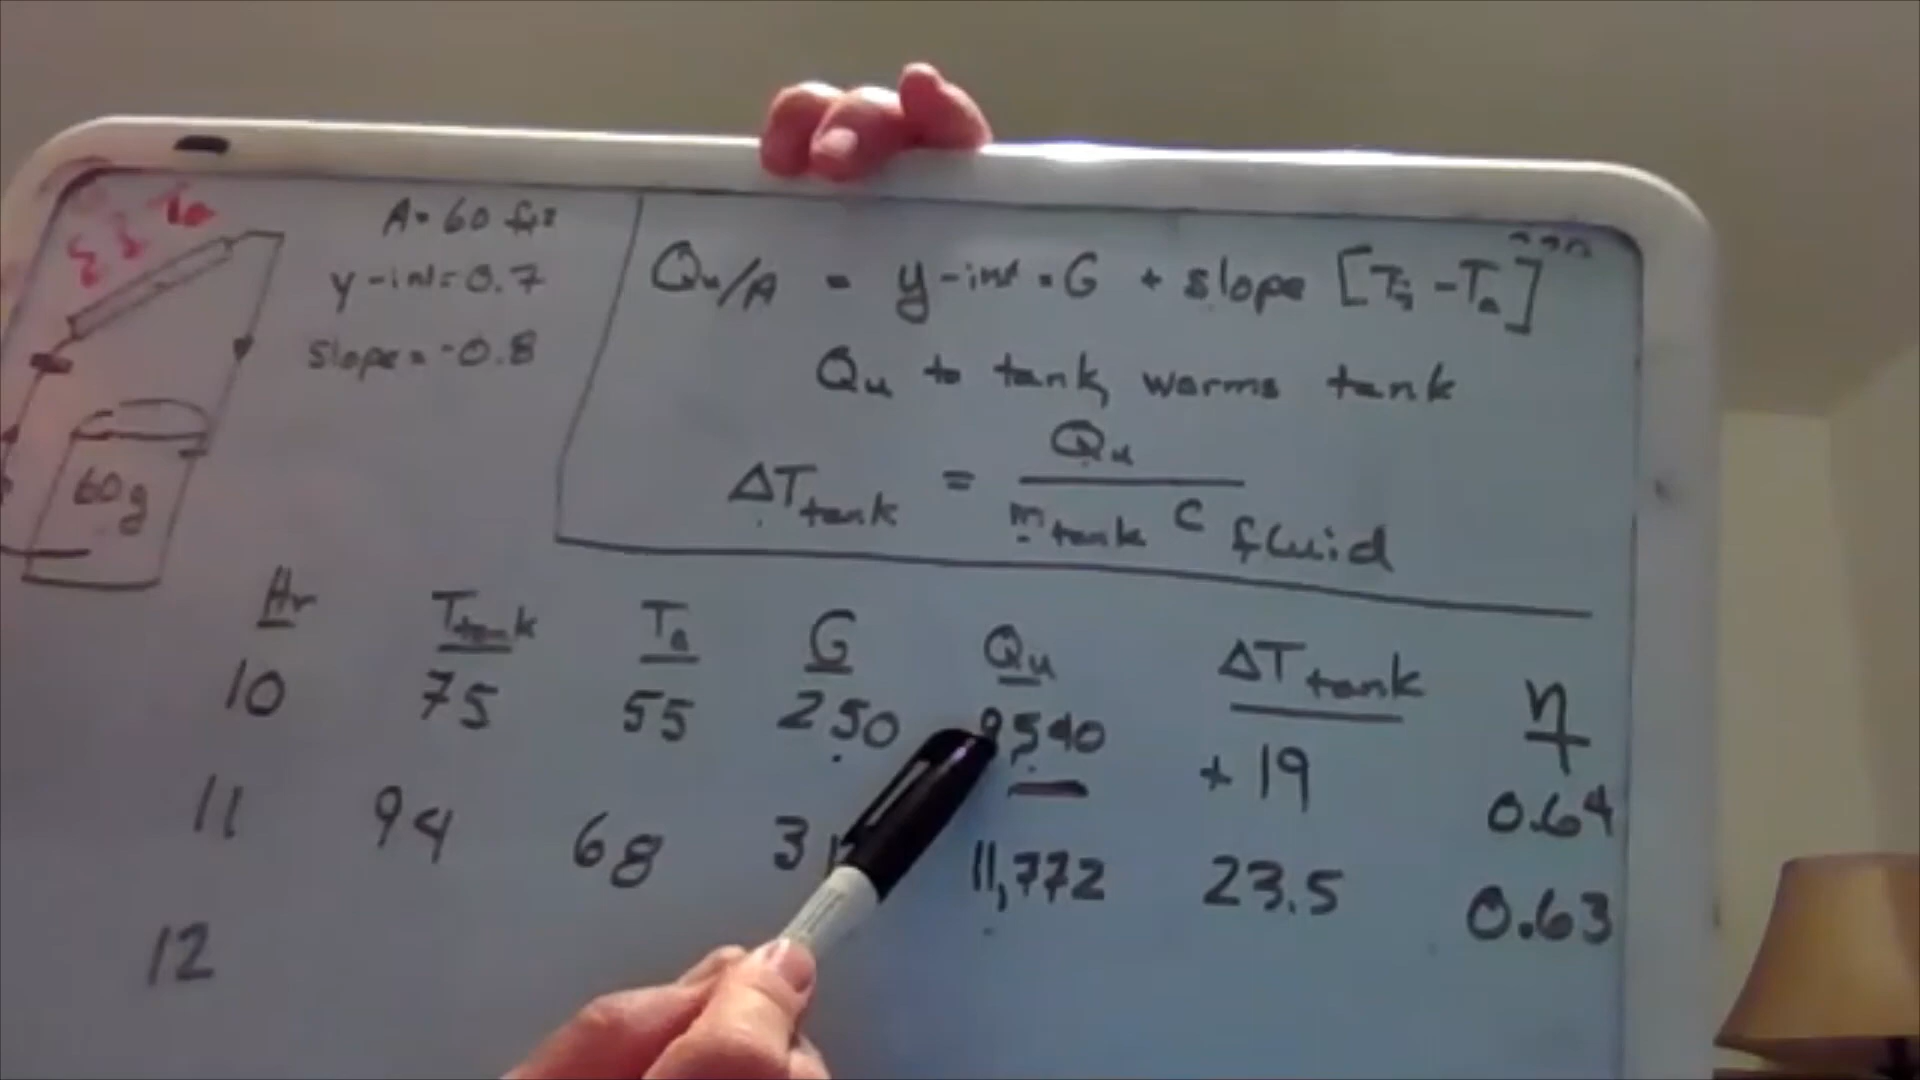 A = 60 ft²
y-int = 0.7
slope = -0.8
60g
Qu/A = y-int · G + slope [Ti - Ta]
Qu to tank warms tank
ΔTtank = Qu / mtank C fluid
Hr Ttank Ta G Qu ΔTtank η
10 75 55 250 9540 +19 0.64
11 94 68 11,772 23.5 0.63
12